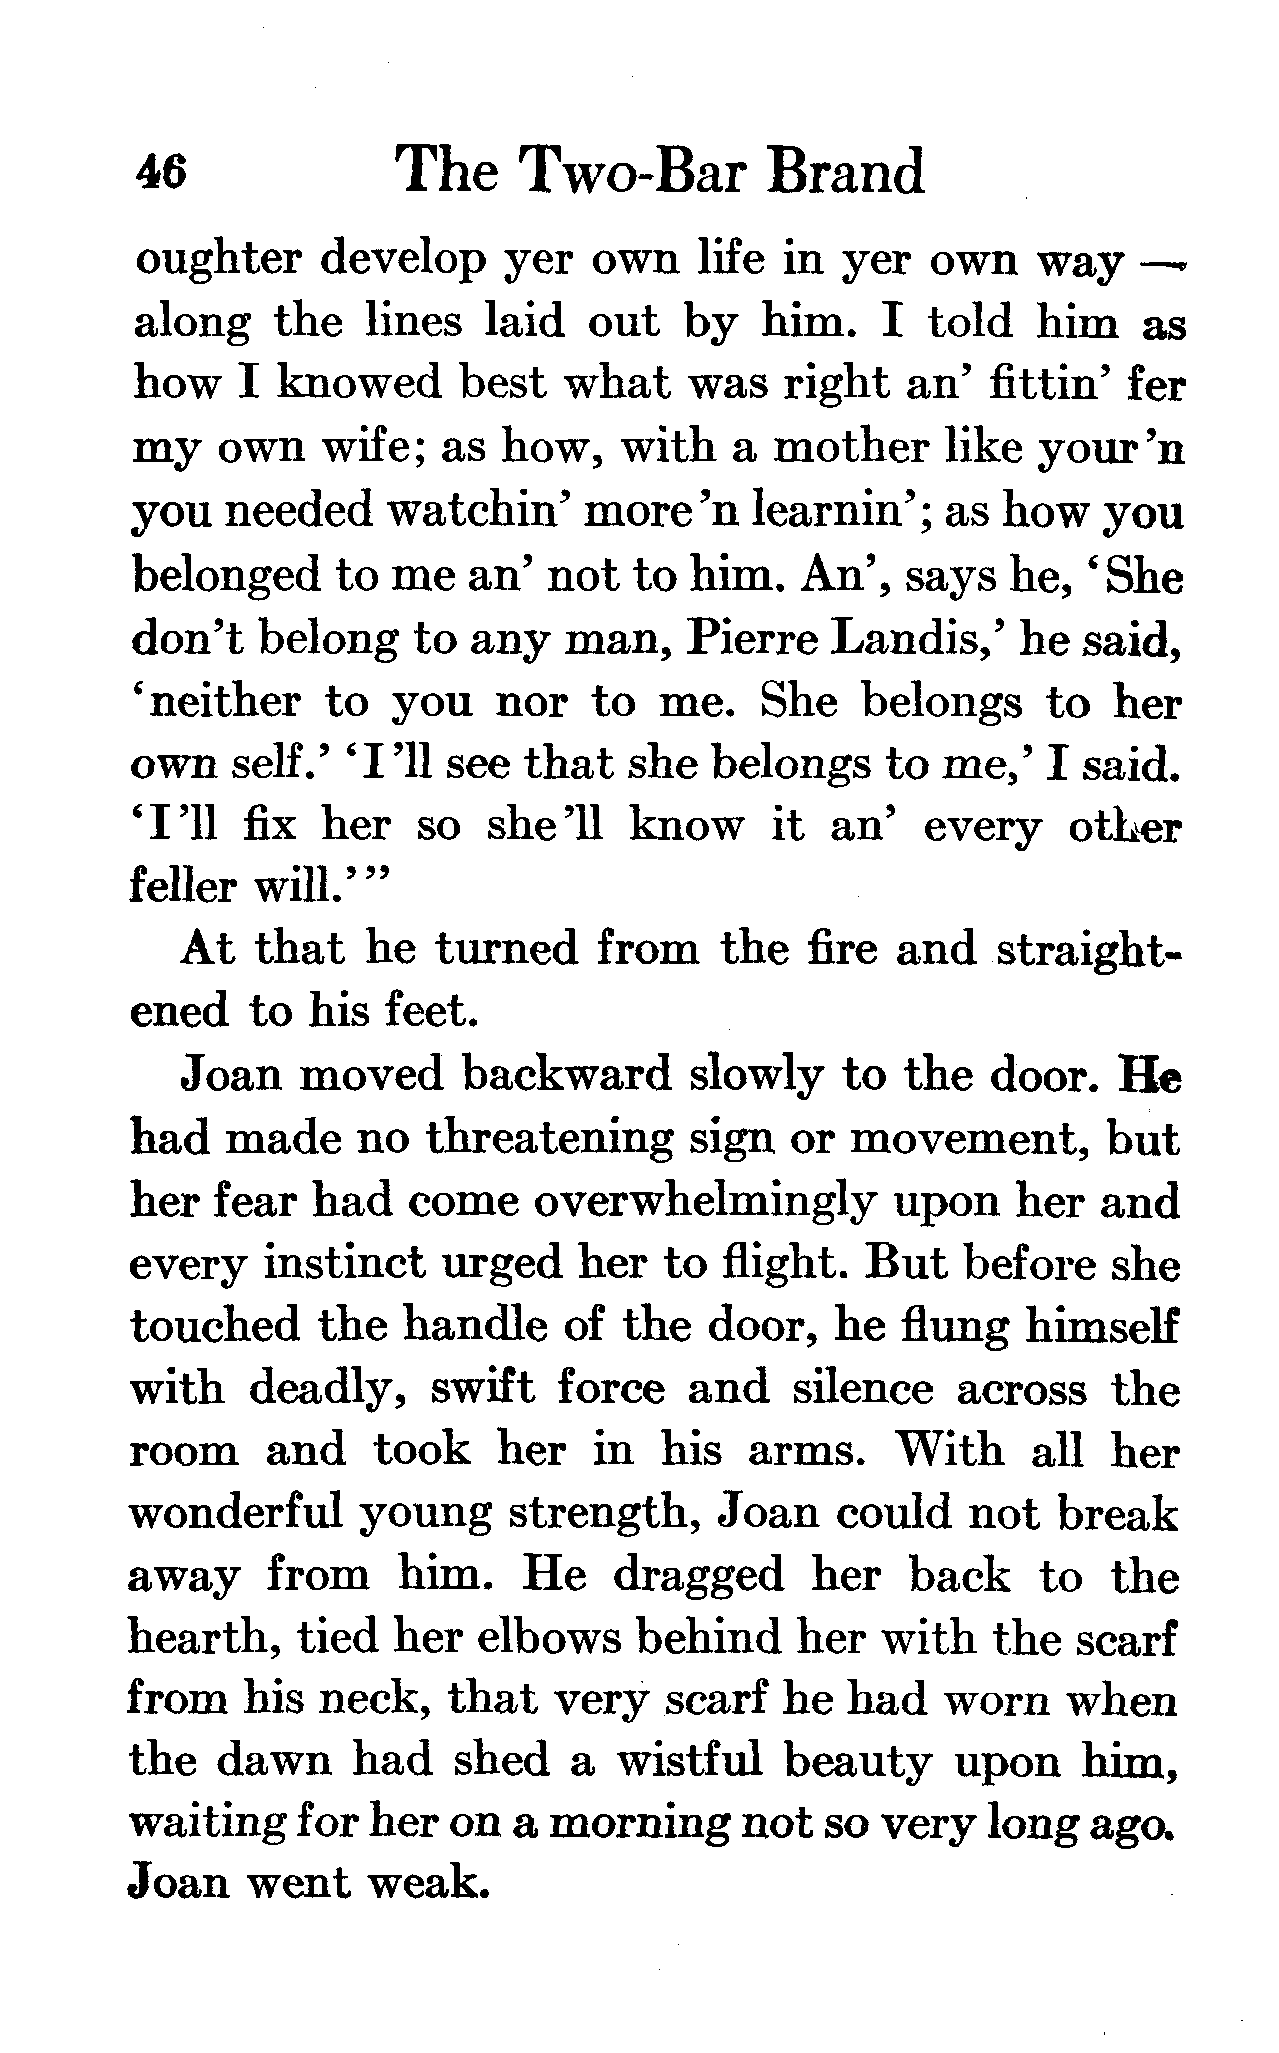 46 The Two-Bar Brand
oughter develop yer own life in yer own way —
along the lines laid out by him. I told him as
how I knowed best what was right an' fittin' fer
my own wife; as how, with a mother like your'n
you needed watchin' more'n learnin'; as how you
belonged to me an' not to him. An', says he, 'She
don't belong to any man, Pierre Landis,' he said,
'neither to you nor to me. She belongs to her
own self.' 'I'll see that she belongs to me,' I said.
'I'll fix her so she'll know it an' every other
feller will.'"
At that he turned from the fire and straight-
ened to his feet.
Joan moved backward slowly to the door. He
had made no threatening sign or movement, but
her fear had come overwhelmingly upon her and
every instinct urged her to flight. But before she
touched the handle of the door, he flung himself
with deadly, swift force and silence across the
room and took her in his arms. With all her
wonderful young strength, Joan could not break
away from him. He dragged her back to the
hearth, tied her elbows behind her with the scarf
from his neck, that very scarf he had worn when
the dawn had shed a wistful beauty upon him,
waiting for her on a morning not so very long ago.
Joan went weak.